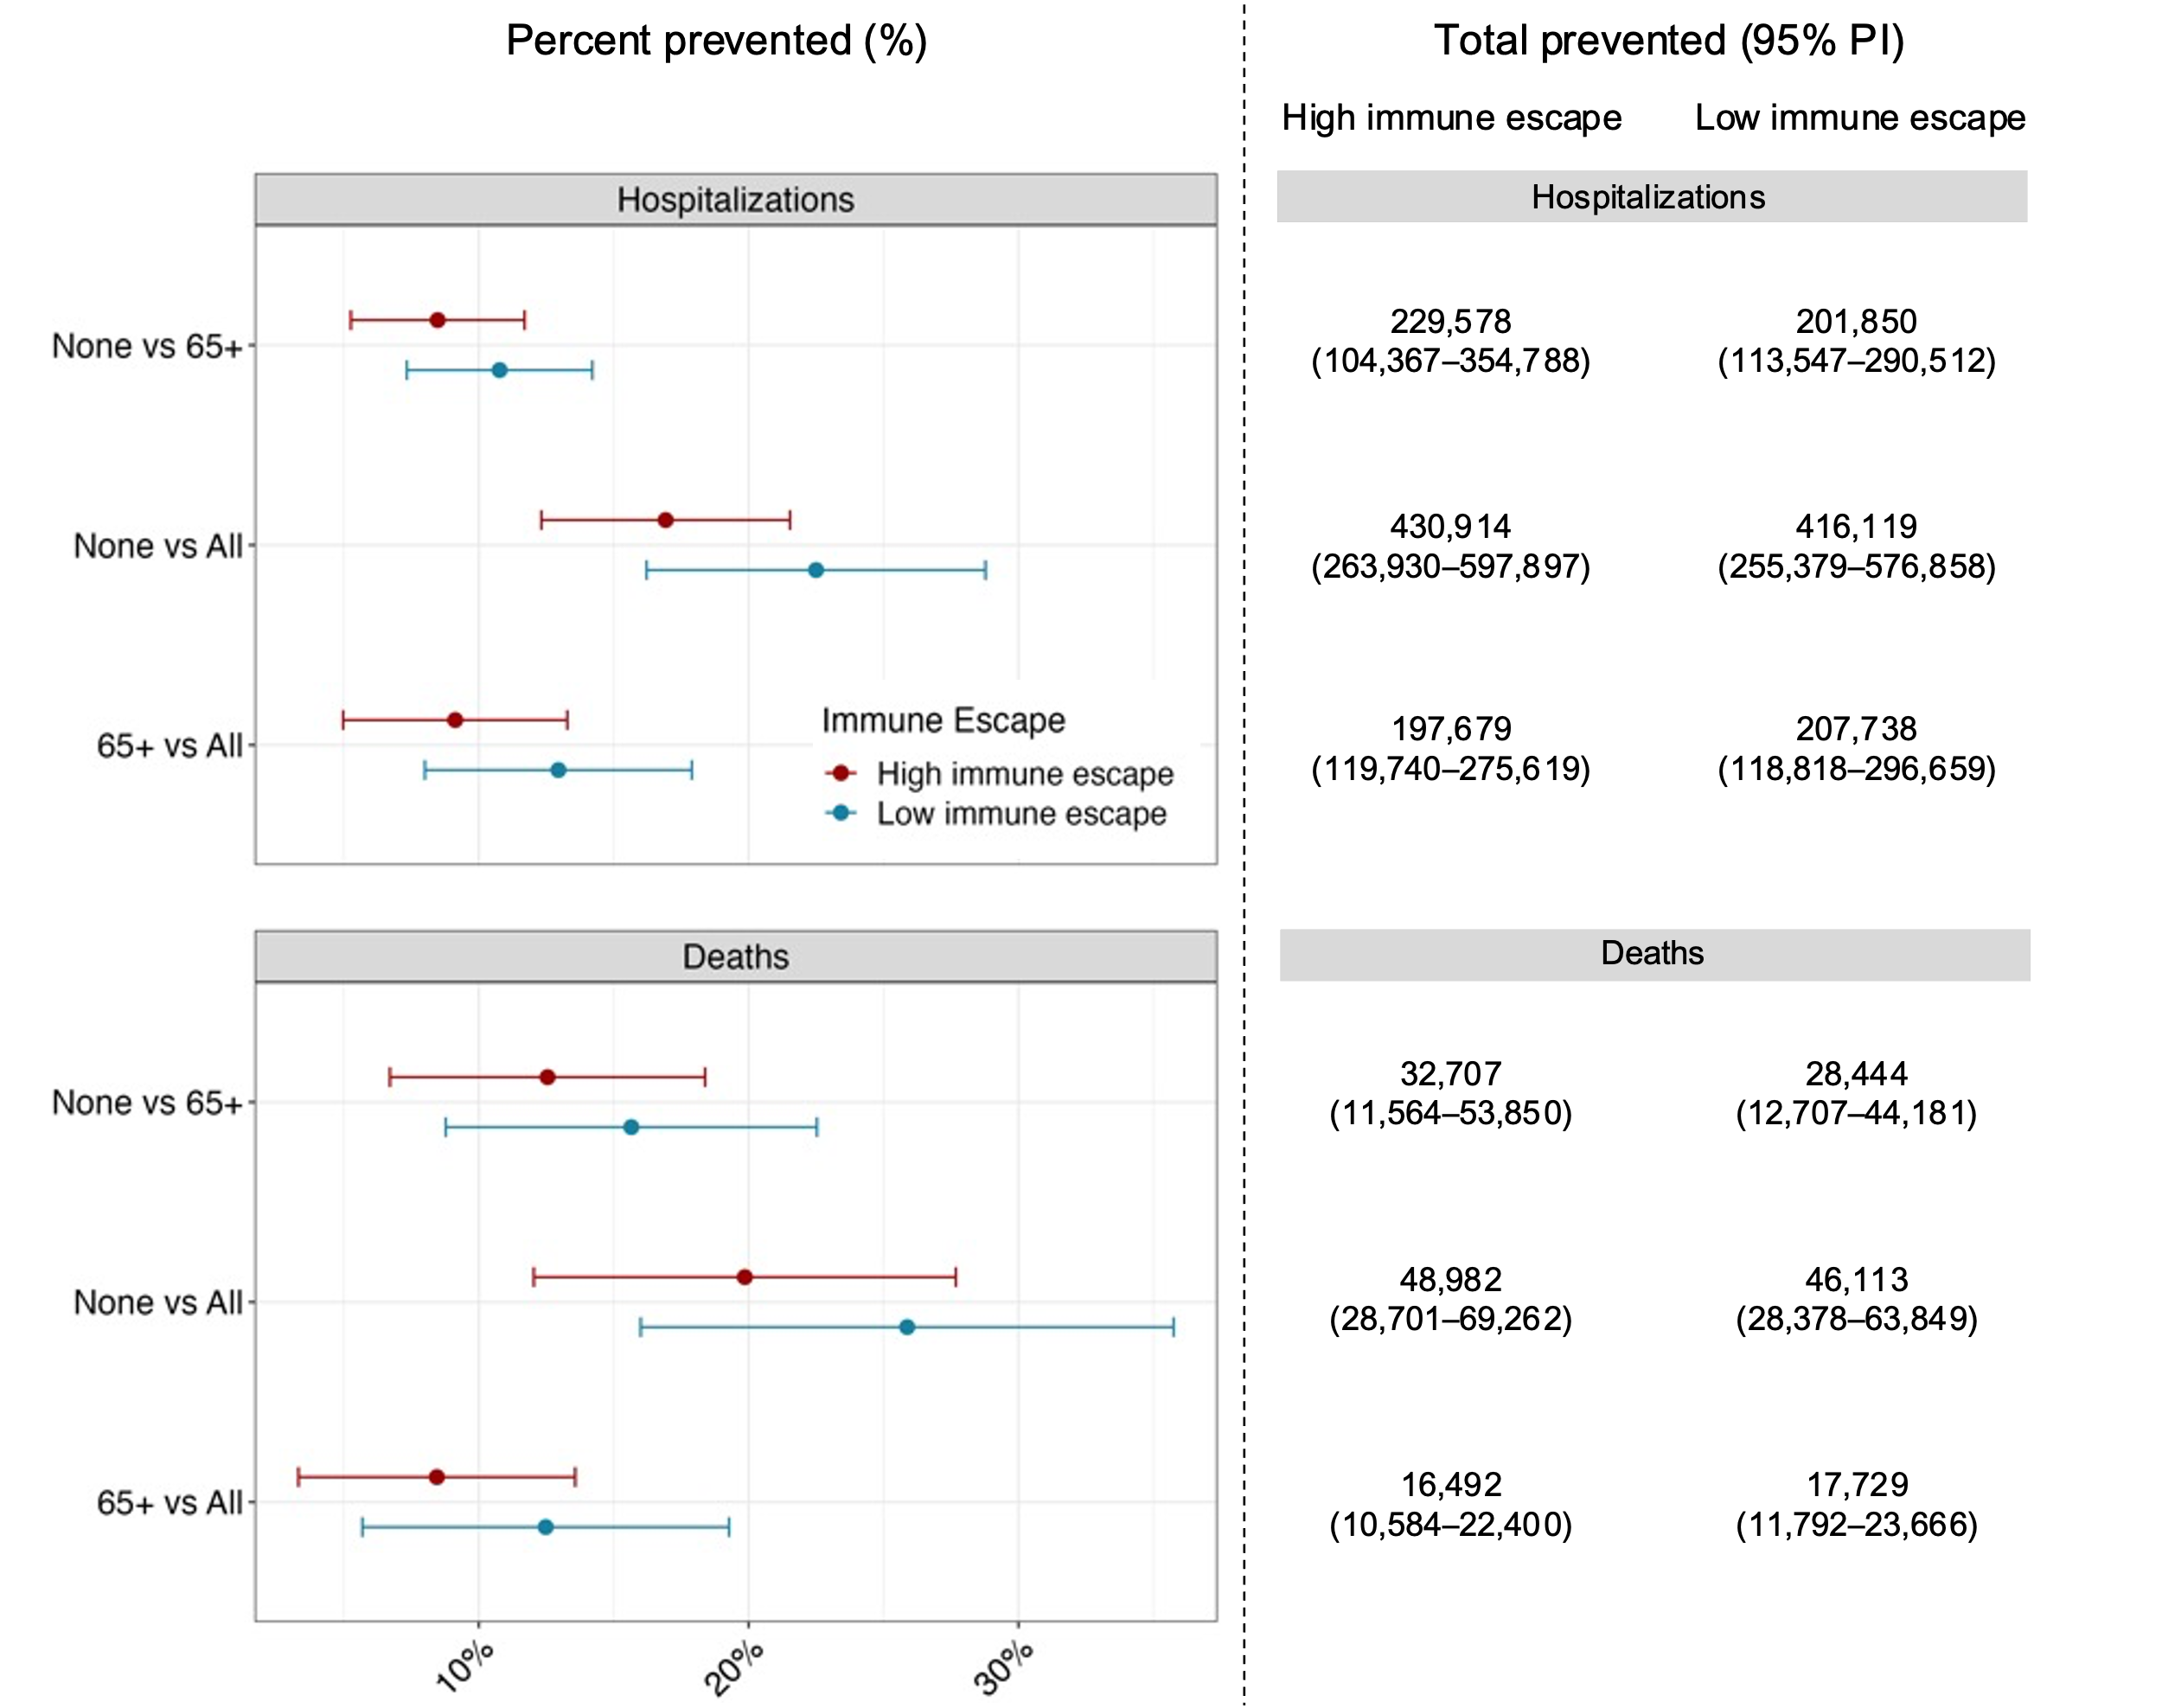 Percent prevented (%)
Total prevented (95% PI)
High immune escape
Low immune escape
Hospitalizations
None vs 65+
None vs All
65+ vs All
Immune Escape
High immune escape
Low immune escape
Hospitalizations
229,578
(104,367–354,788)
201,850
(113,547–290,512)
430,914
(263,930–597,897)
416,119
(255,379–576,858)
197,679
(119,740–275,619)
207,738
(118,818–296,659)
Deaths
None vs 65+
None vs All
65+ vs All
10%
20%
30%
Deaths
32,707
(11,564–53,850)
28,444
(12,707–44,181)
48,982
(28,701–69,262)
46,113
(28,378–63,849)
16,492
(10,584–22,400)
17,729
(11,792–23,666)